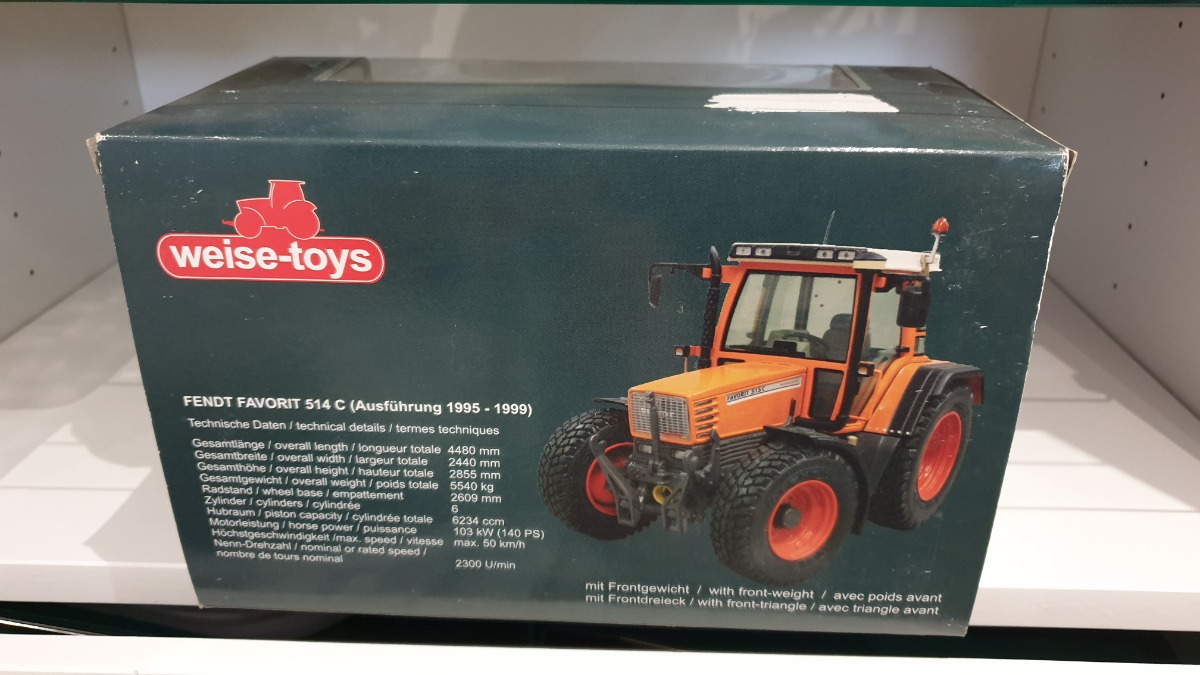 weise-toys
FENDT FAVORIT 514 C (Ausführung 1995 - 1999)
Technische Daten / technical details / termes techniques
Gesamtlänge / overall length / longueur totale 4480 mm
Gesamtbreite / overall width / largeur totale 2440 mm
Gesamthöhe / overall height / hauteur totale 2855 mm
Gesamtgewicht / overall weight / poids totale 5540 kg
Radstand / wheel base / empattement 2609 mm
Zylinder / cylinders / cylindrée 6
Hubraum / piston capacity / cylindrée totale 6234 ccm
Motorleistung / horse power / puissance 103 kW (140 PS)
Höchstgeschwindigkeit /max. speed / vitesse max. 50 km/h
Nenn-Drehzahl / nominal or rated speed /
nombre de tours nominal 2300 U/min
FAVORIT 515 C
mit Frontgewicht / with front-weight / avec poids avant
mit Frontdreieck / with front-triangle / avec triangle avant